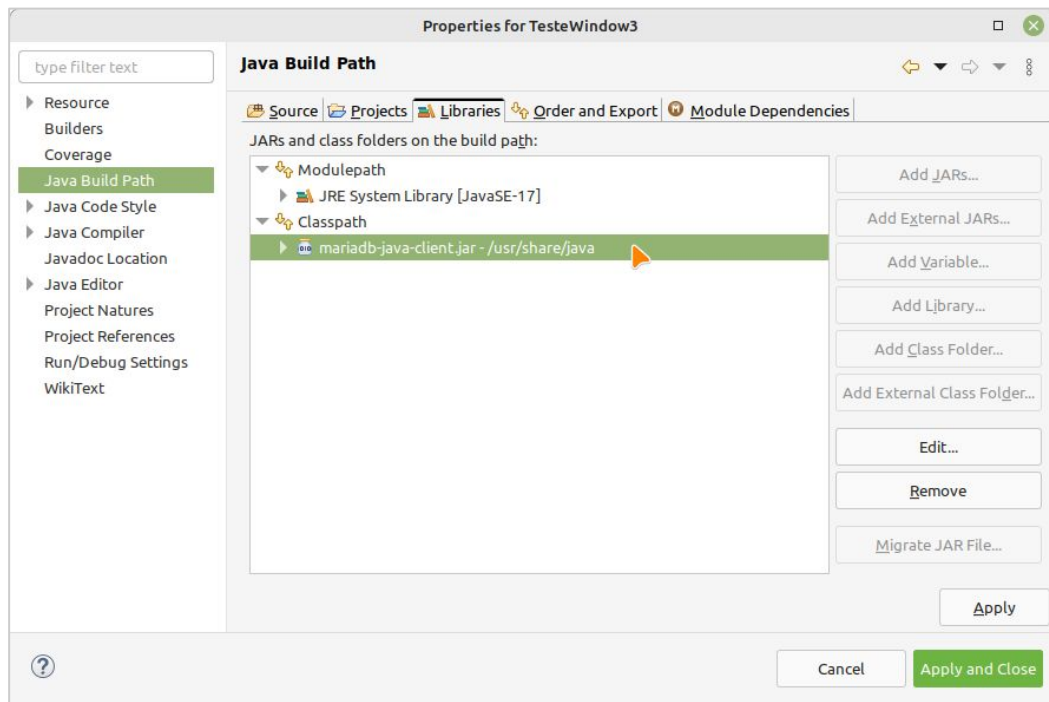 Properties for TesteWindow3
type filter text
Resource
Builders
Coverage
Java Build Path
Java Code Style
Java Compiler
Javadoc Location
Java Editor
Project Natures
Project References
Run/Debug Settings
WikiText
Java Build Path
Source Projects Libraries Order and Export Module Dependencies
JARs and class folders on the build path:
Modulepath
JRE System Library [JavaSE-17]
Classpath
mariadb-java-client.jar - /usr/share/java
Add JARs...
Add External JARs...
Add Variable...
Add Library...
Add Class Folder...
Add External Class Folder...
Edit...
Remove
Migrate JAR File...
Apply
Cancel
Apply and Close